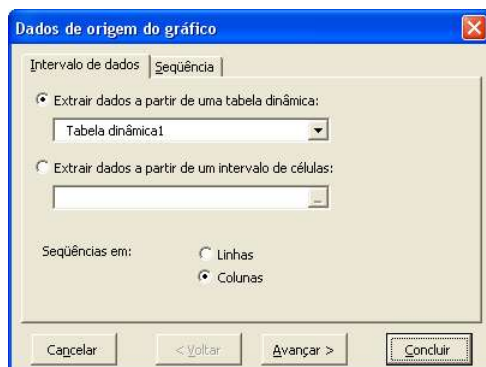 Dados de origem do gráfico
Intervalo de dados Seqüência
Extrair dados a partir de uma tabela dinâmica:
Tabela dinâmica1
Extrair dados a partir de um intervalo de células:
...
Seqüências em:
Linhas
Colunas
Cancelar < Voltar Avançar > Concluir